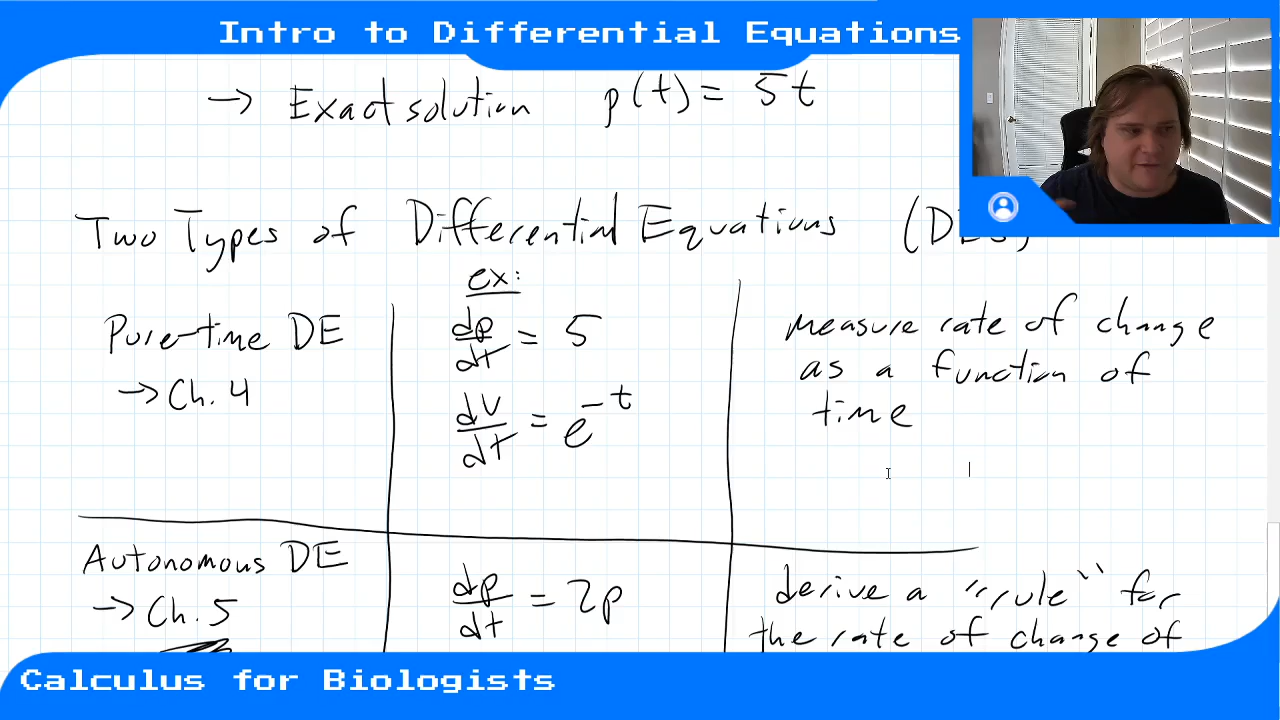 Intro to Differential Equations
→ Exact solution p(t) = 5t
Two Types of Differential Equations
Pure-time DE
→ Ch. 4
ex:
dp/dt = 5
dv/dt = e^-t
measure rate of change
as a function of
time
Autonomous DE
→ Ch. 5
dp/dt = 2p
derive a "rule" for
the rate of change of
Calculus for Biologists